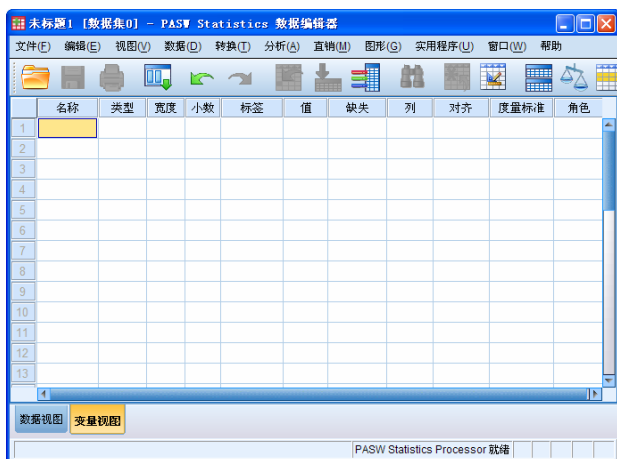 未标题1 [数据集0] - PASW Statistics 数据编辑器
文件(F) 编辑(E) 视图(V) 数据(D) 转换(T) 分析(A) 直销(M) 图形(G) 实用程序(U) 窗口(W) 帮助
名称 类型 宽度 小数 标签 值 缺失 列 对齐 度量标准 角色
1
2
3
4
5
6
7
8
9
10
11
12
13
数据视图 变量视图
PASW Statistics Processor 就绪